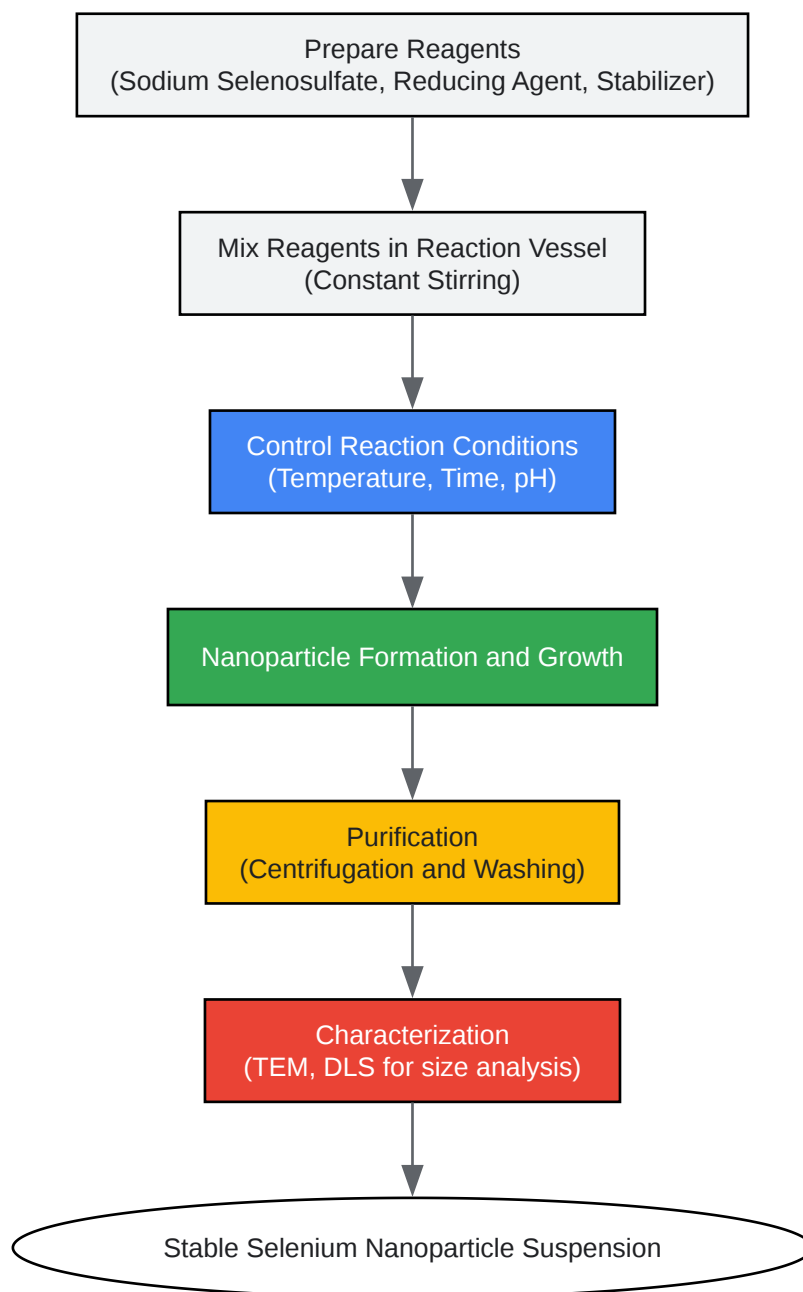 Prepare Reagents
(Sodium Selenosulfate, Reducing Agent, Stabilizer)
Mix Reagents in Reaction Vessel
(Constant Stirring)
Control Reaction Conditions
(Temperature, Time, pH)
Nanoparticle Formation and Growth
Purification
(Centrifugation and Washing)
Characterization
(TEM, DLS for size analysis)
Stable Selenium Nanoparticle Suspension